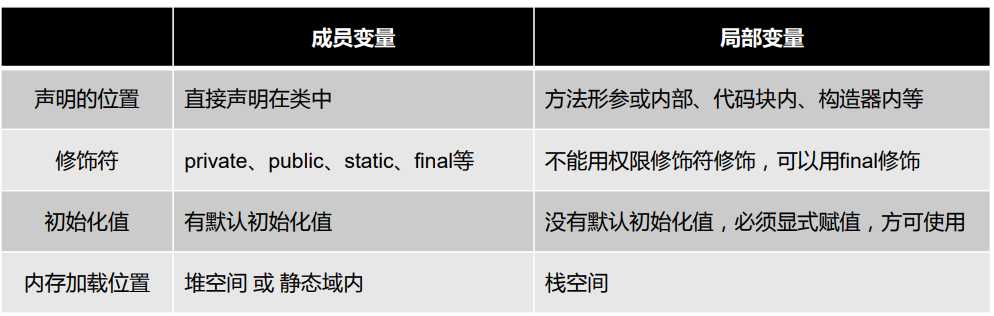 成员变量 局部变量
声明的位置 直接声明在类中 方法形参或内部、代码块内、构造器内等
修饰符 private、public、static、final等 不能用权限修饰符修饰，可以用final修饰
初始化值 有默认初始化值 没有默认初始化值，必须显式赋值，方可使用
内存加载位置 堆空间 或 静态域内 栈空间